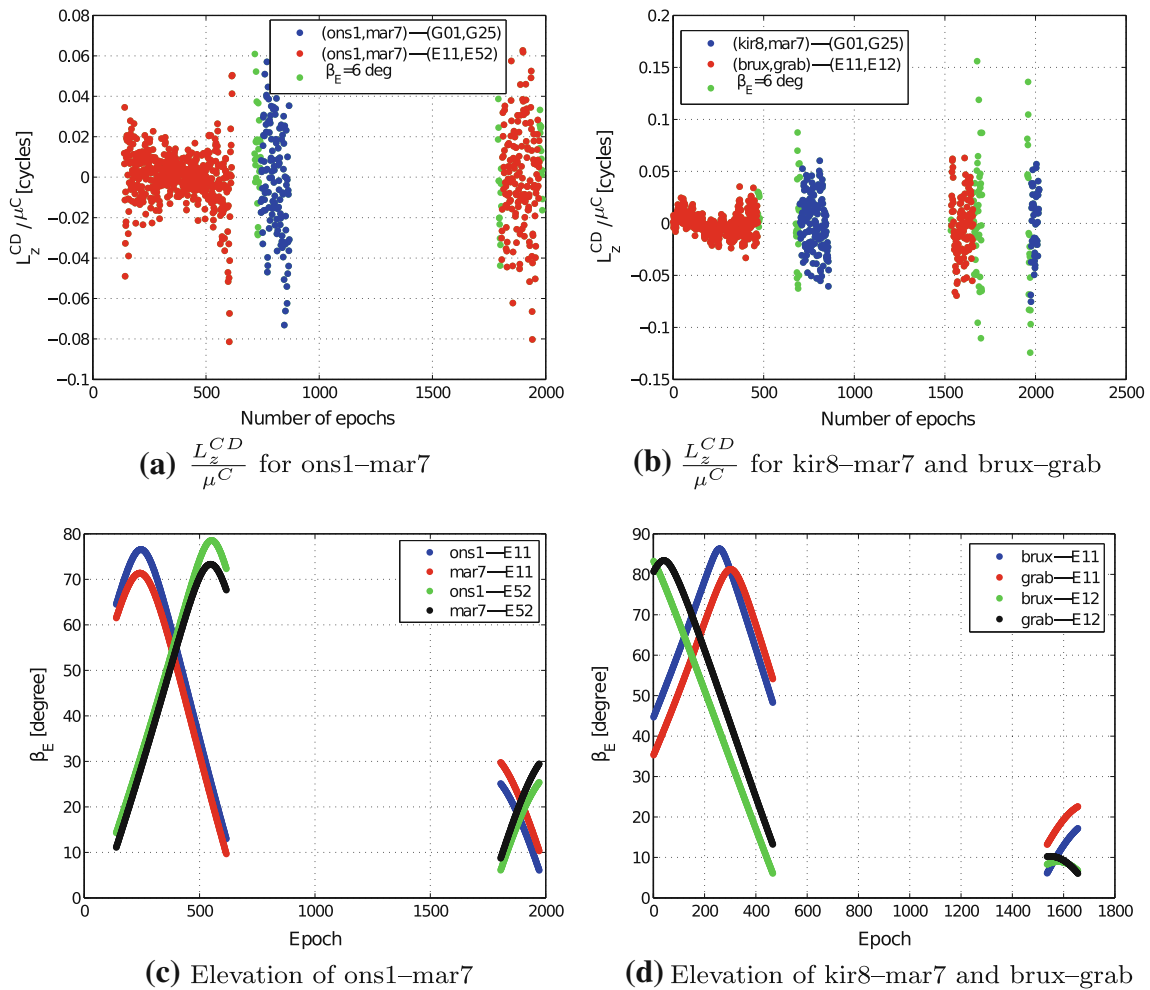 (ons1,mar7)—(G01,G25)
(ons1,mar7)—(E11,E52)
β_E=6 deg
0.08
0.06
0.04
0.02
0
−0.02
−0.04
−0.06
−0.08
−0.1
L_z^CD/μ^C [cycles]
0 500 1000 1500 2000
Number of epochs
(a) L_z^CD/μ^C for ons1–mar7
(kir8,mar7)—(G01,G25)
(brux,grab)—(E11,E12)
β_E=6 deg
0.2
0.15
0.1
0.05
0
−0.05
−0.1
−0.15
L_z^CD/μ^C [cycles]
0 500 1000 1500 2000 2500
Number of epochs
(b) L_z^CD/μ^C for kir8–mar7 and brux–grab
ons1—E11
mar7—E11
ons1—E52
mar7—E52
80
70
60
50
40
30
20
10
0
β_E [degree]
0 500 1000 1500 2000
Epoch
(c) Elevation of ons1–mar7
brux—E11
grab—E11
brux—E12
grab—E12
90
80
70
60
50
40
30
20
10
0
β_E [degree]
0 200 400 600 800 1000 1200 1400 1600 1800
Epoch
(d) Elevation of kir8–mar7 and brux–grab